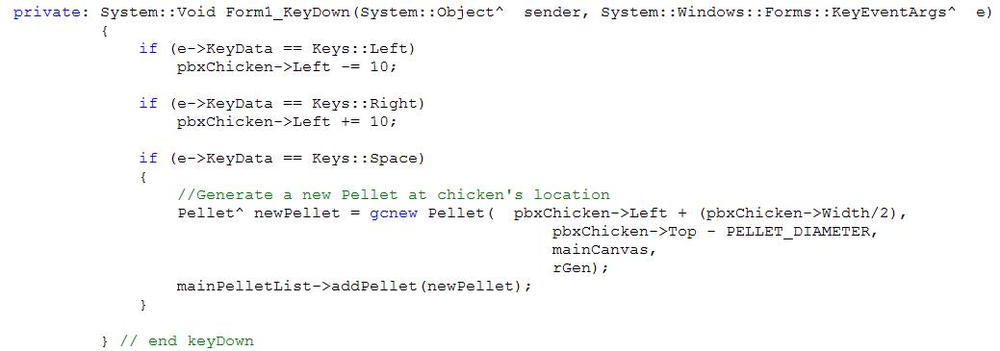 private: System::Void Form1_KeyDown(System::Object^  sender, System::Windows::Forms::KeyEventArgs^  e)
{
if (e->KeyData == Keys::Left)
pbxChicken->Left -= 10;
if (e->KeyData == Keys::Right)
pbxChicken->Left += 10;
if (e->KeyData == Keys::Space)
{
//Generate a new Pellet at chicken's location
Pellet^ newPellet = gcnew Pellet(  pbxChicken->Left + (pbxChicken->Width/2),
pbxChicken->Top - PELLET_DIAMETER,
mainCanvas,
rGen);
mainPelletList->addPellet(newPellet);
}
} // end keyDown